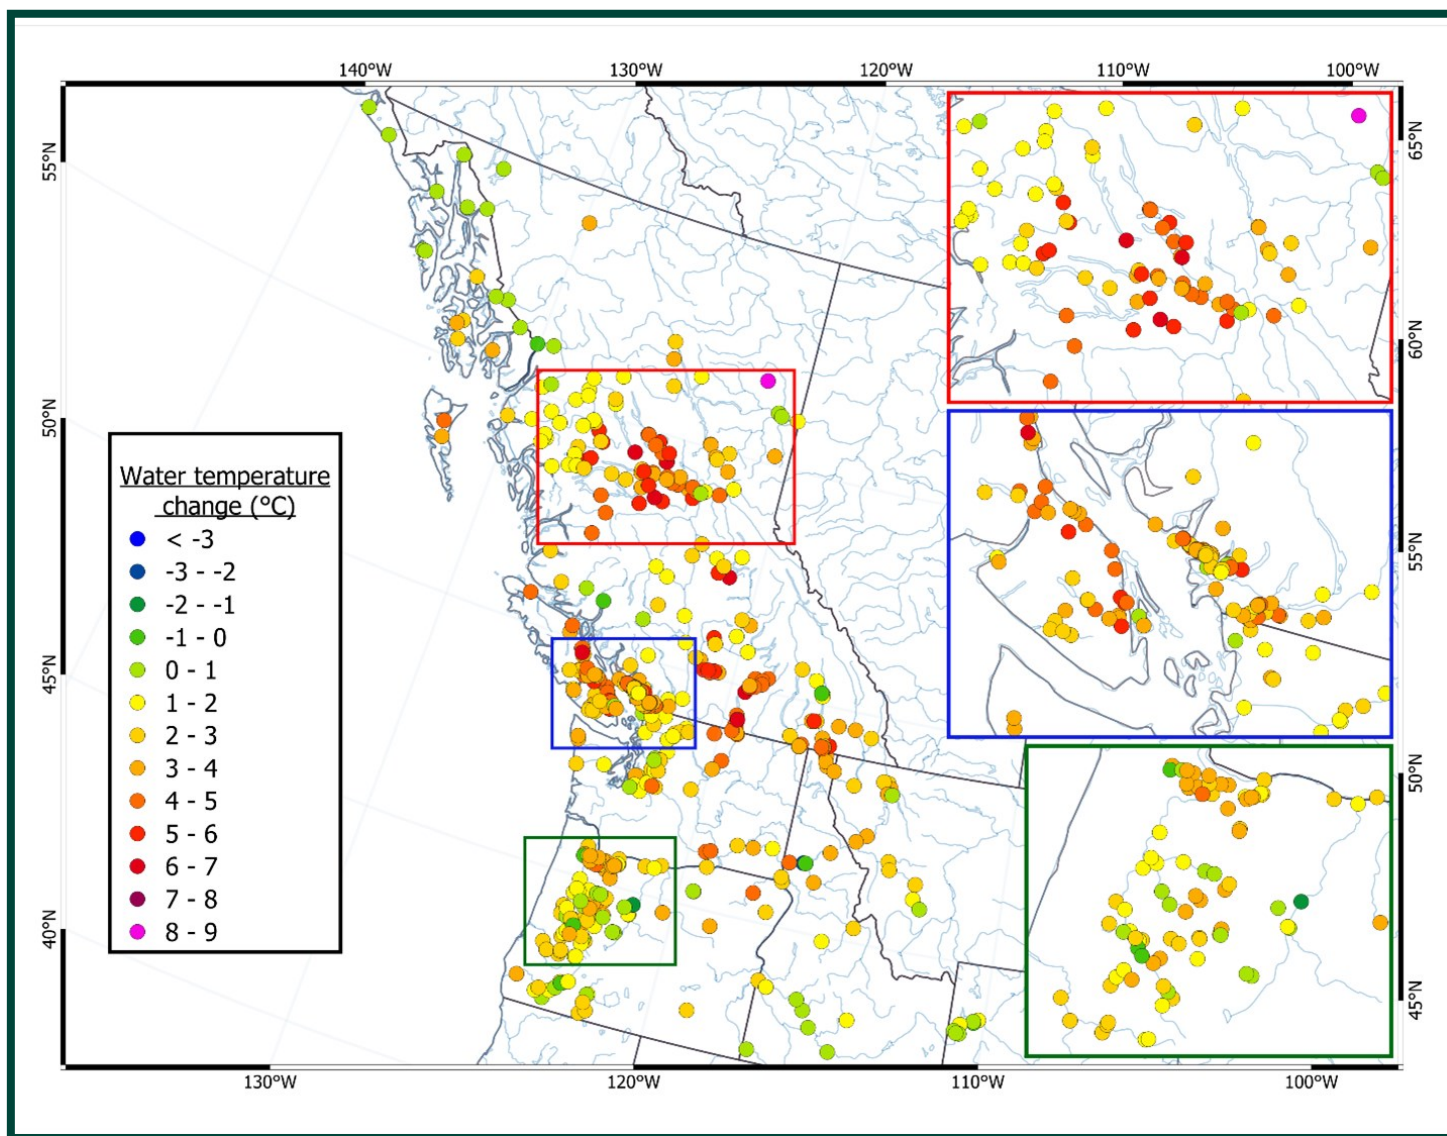 140°W 130°W 120°W 110°W 100°W
55°N
50°N
45°N
40°N
65°N
60°N
55°N
50°N
45°N
Water temperature
change (°C)
< -3
-3 - -2
-2 - -1
-1 - 0
0 - 1
1 - 2
2 - 3
3 - 4
4 - 5
5 - 6
6 - 7
7 - 8
8 - 9
130°W 120°W 110°W 100°W